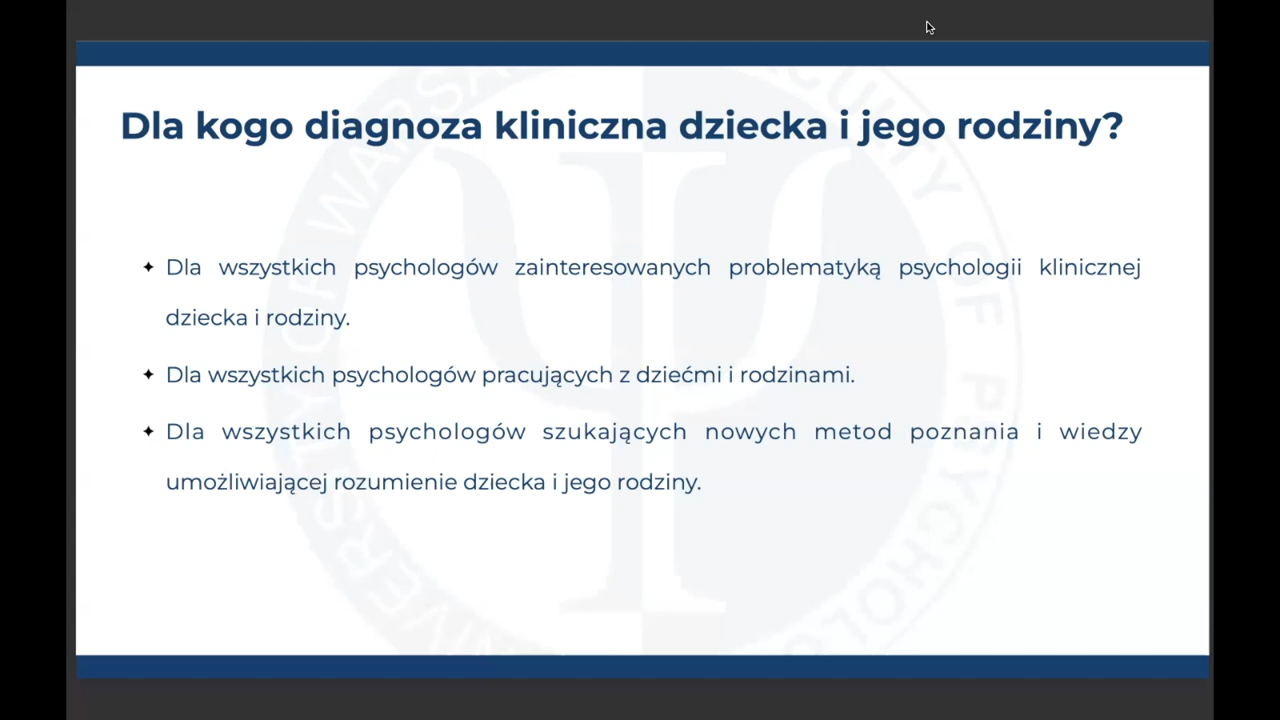 Dla kogo diagnoza kliniczna dziecka i jego rodziny?
✦ Dla wszystkich psychologów zainteresowanych problematyką psychologii klinicznej
dziecka i rodziny.
✦ Dla wszystkich psychologów pracujących z dziećmi i rodzinami.
✦ Dla wszystkich psychologów szukających nowych metod poznania i wiedzy
umożliwiającej rozumienie dziecka i jego rodziny.